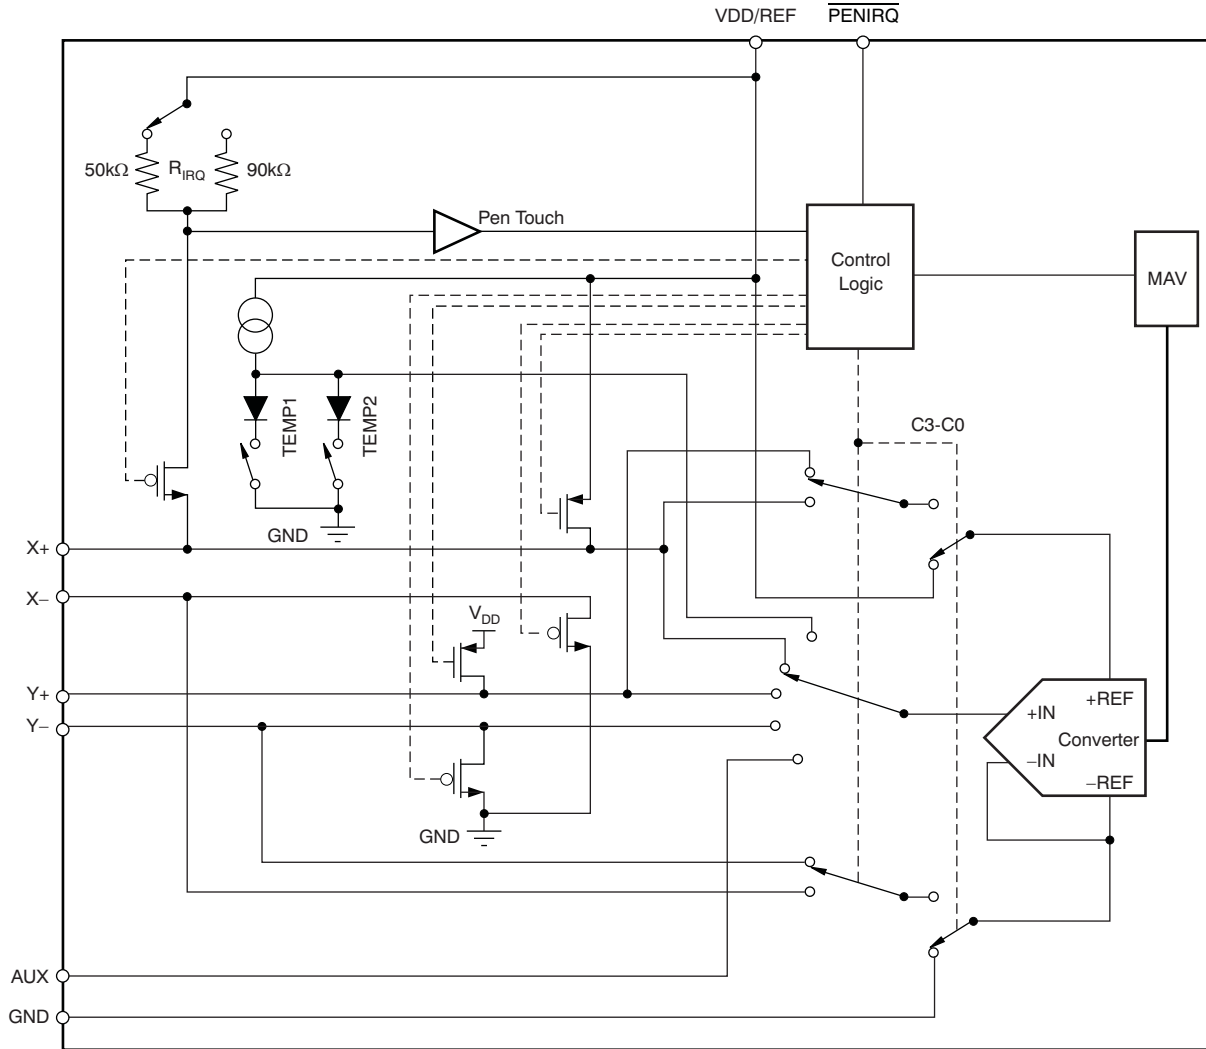 VDD/REF
PENIRQ
50kΩ
RIRQ
90kΩ
Pen Touch
Control
Logic
MAV
TEMP1
TEMP2
C3-C0
GND
X+
X–
VDD
Y+
Y–
+IN
+REF
Converter
–IN
–REF
GND
AUX
GND